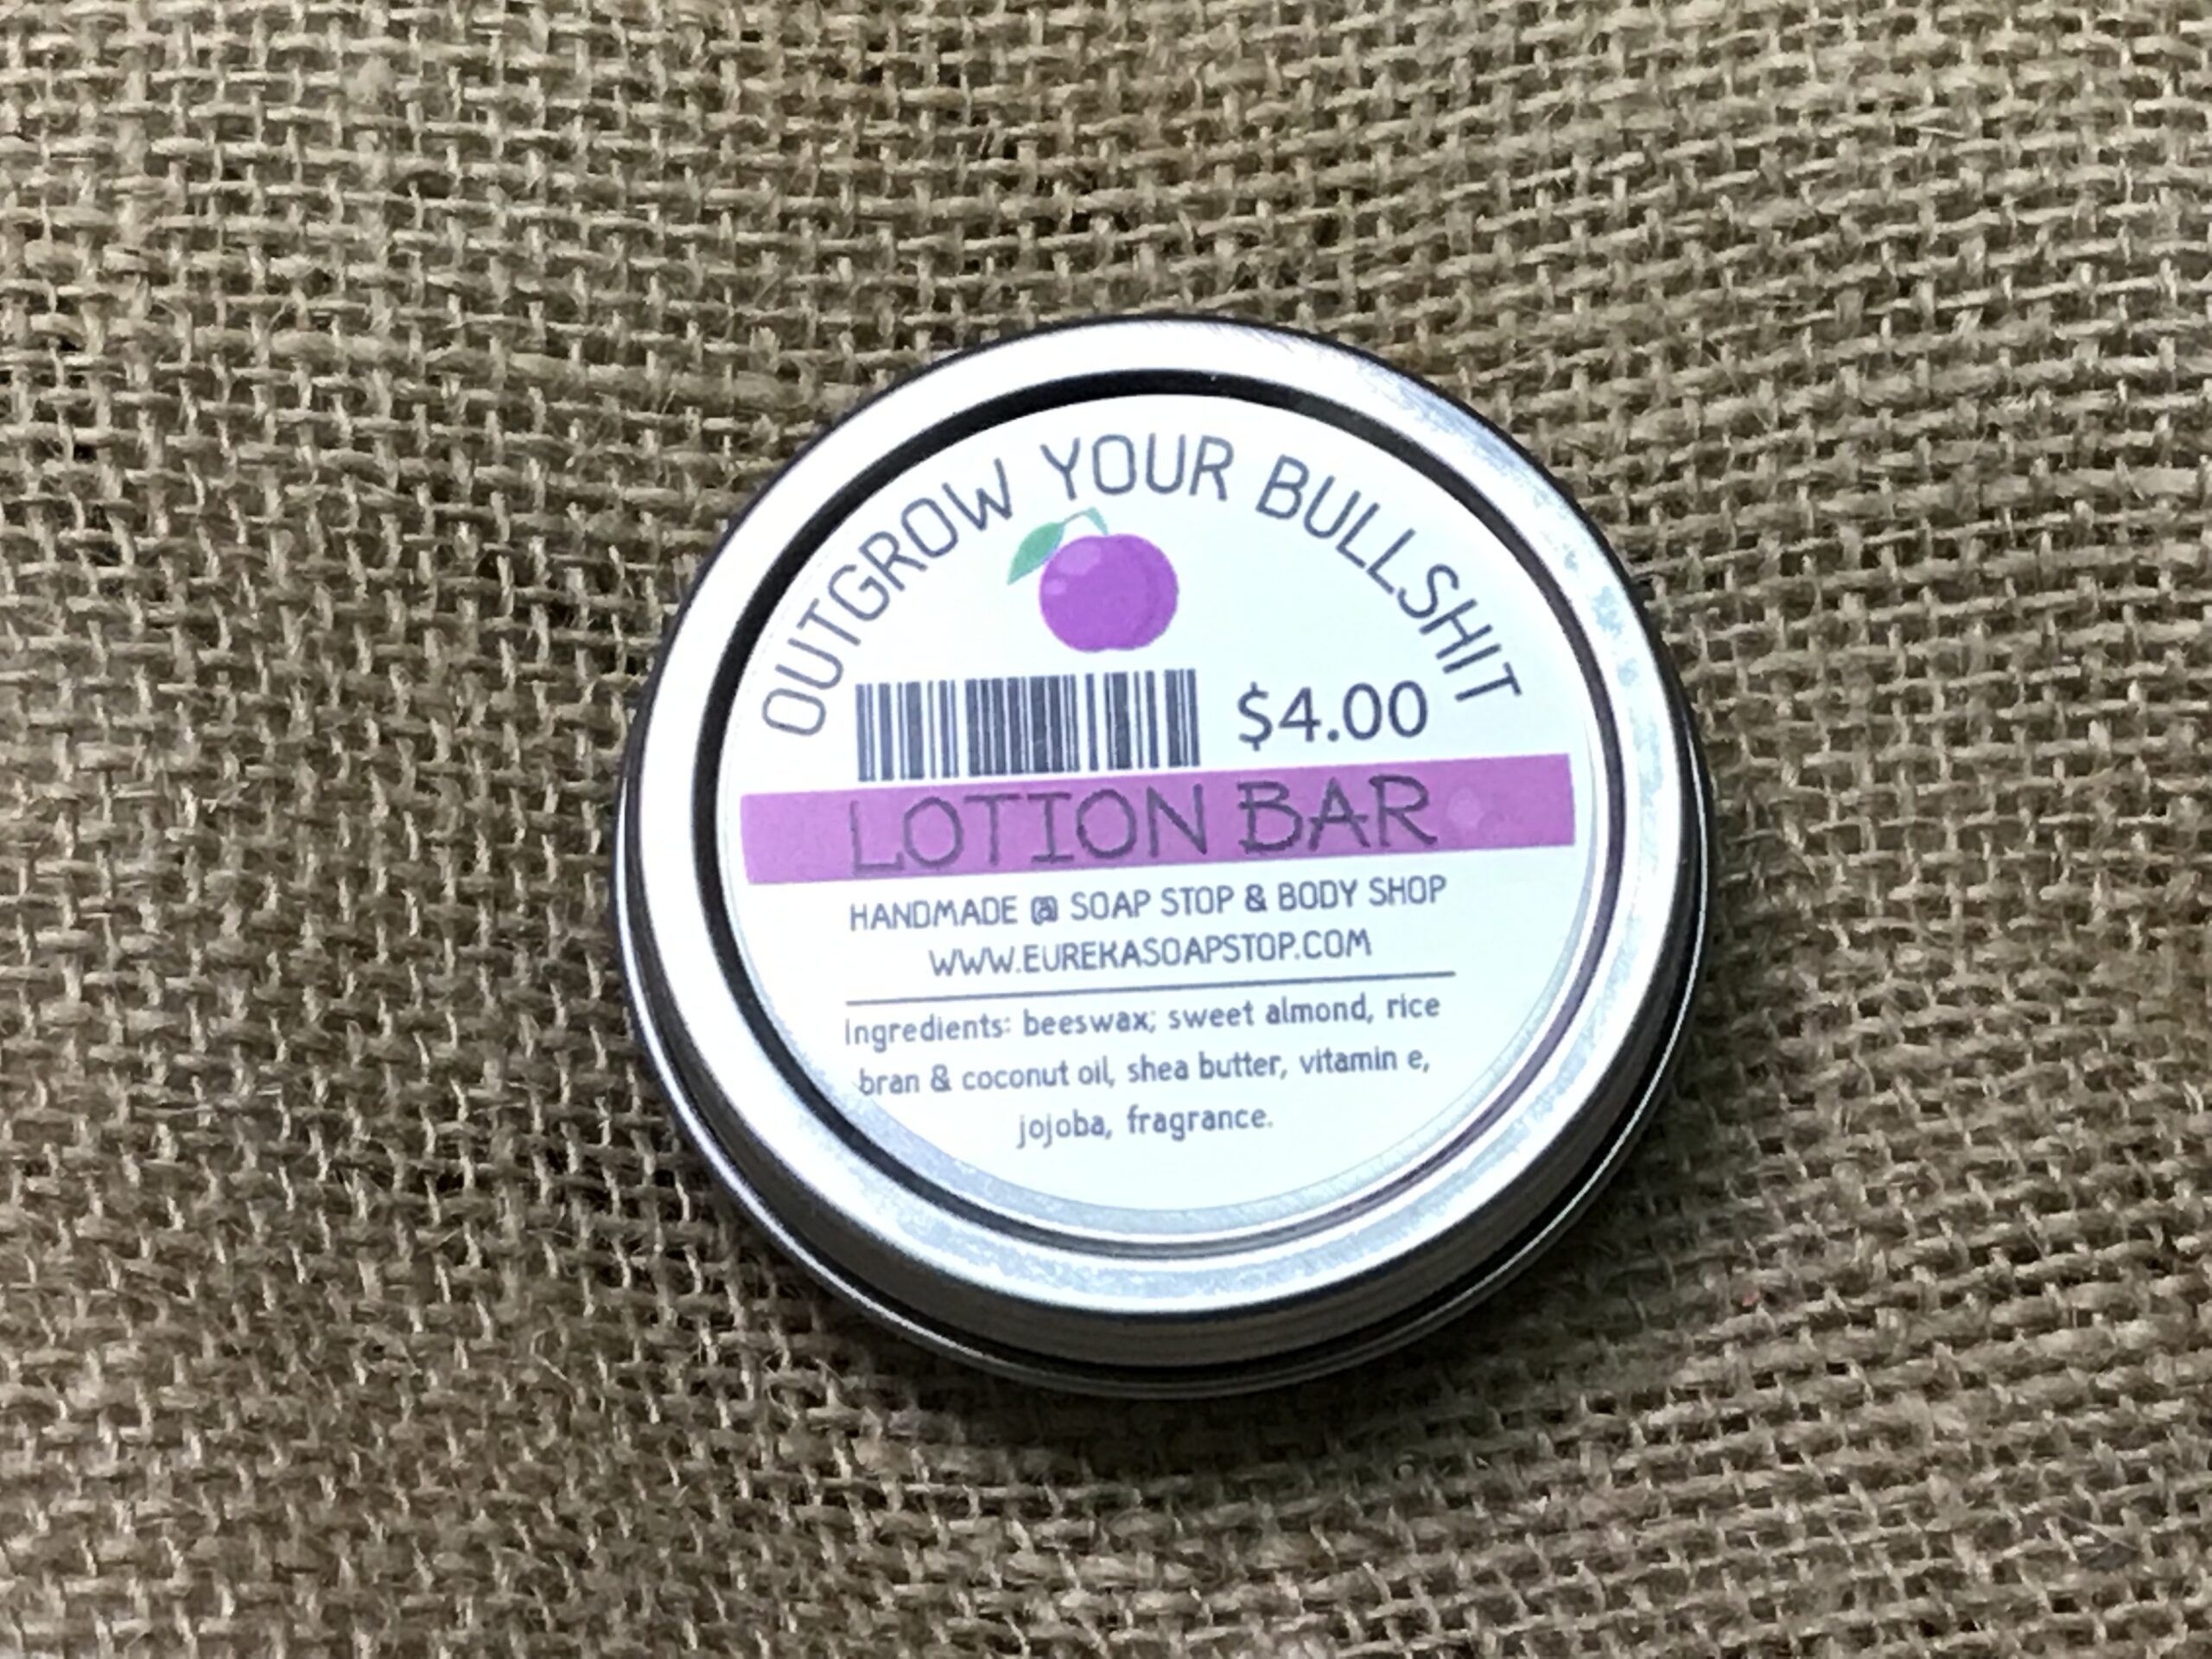 OUTGROW YOUR BULLSHIT
$4.00
LOTION BAR
HANDMADE @ SOAP STOP & BODY SHOP
WWW.EUREKASOAPSTOP.COM
Ingredients: beeswax; sweet almond, rice
bran & coconut oil, shea butter, vitamin e,
jojoba, fragrance.